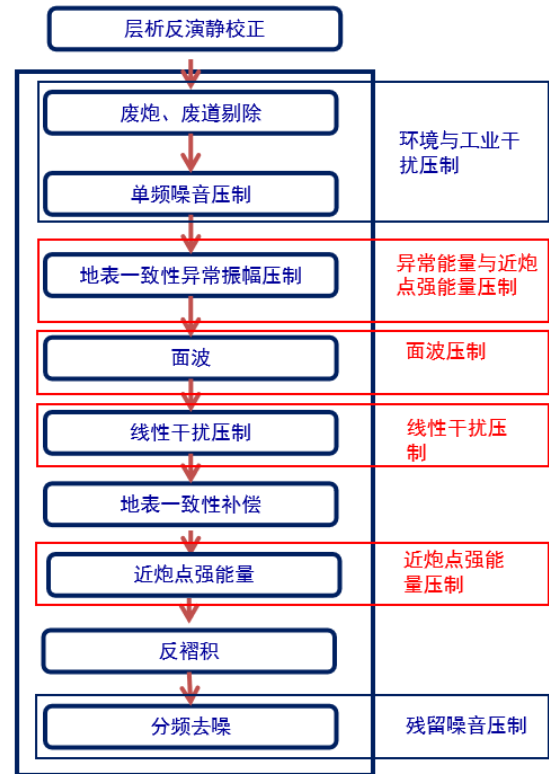 层析反演静校正
废炮、废道剔除
环境与工业干
扰压制
单频噪音压制
地表一致性异常振幅压制
异常能量与近炮
点强能量压制
面波
面波压制
线性干扰压制
线性干扰压
制
地表一致性补偿
近炮点强能量
近炮点强能
量压制
反褶积
分频去噪
残留噪音压制